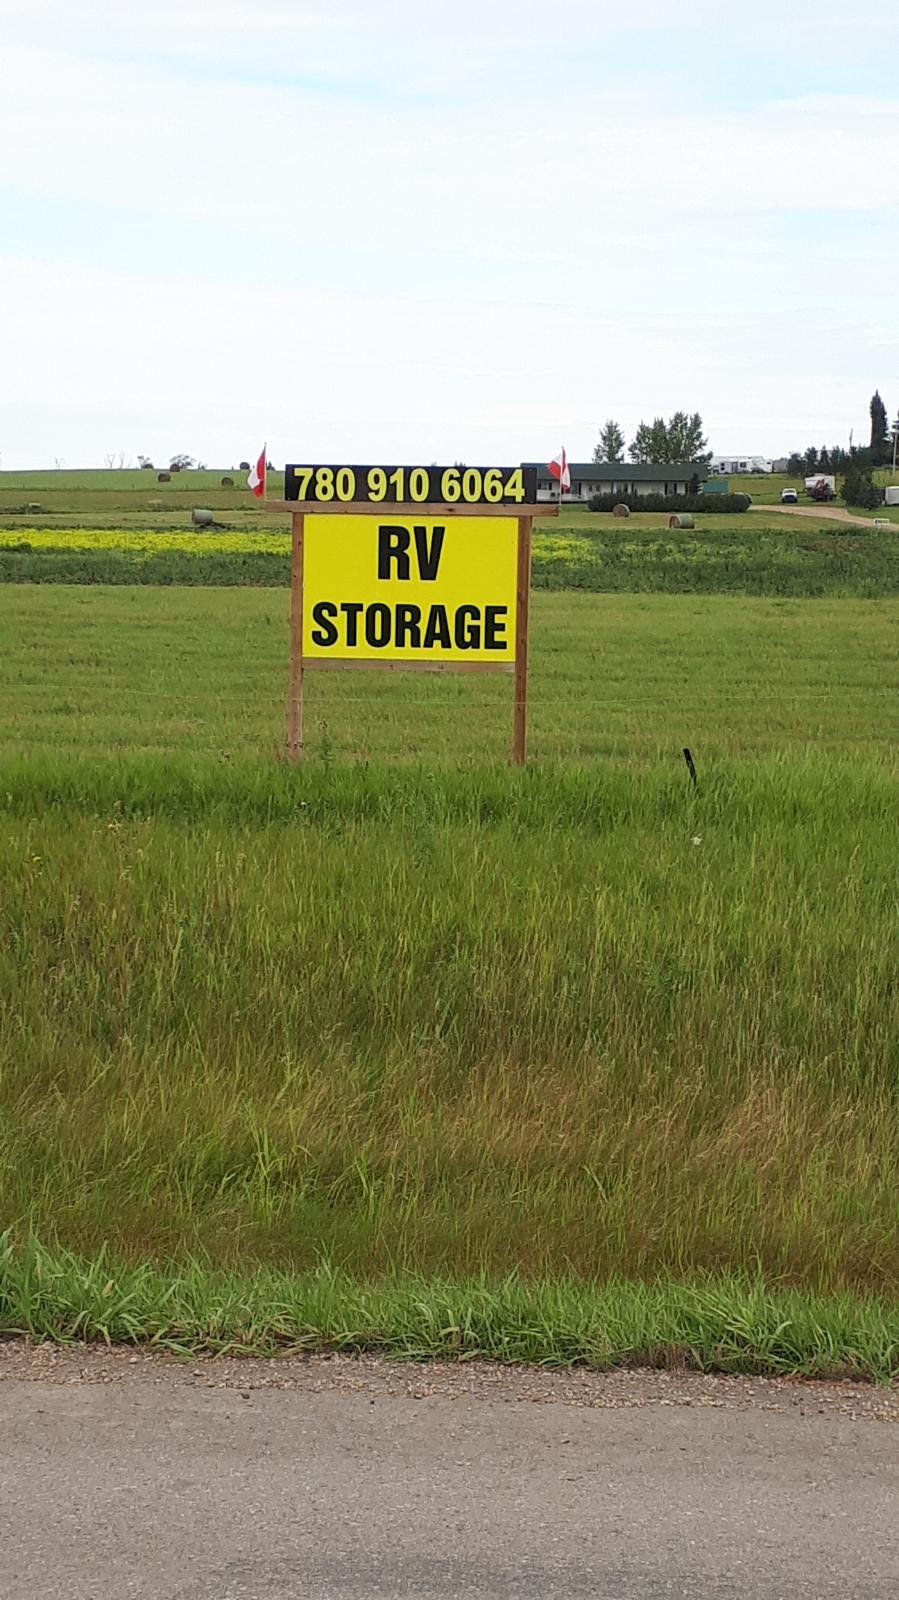 780 910 6064
RV
STORAGE